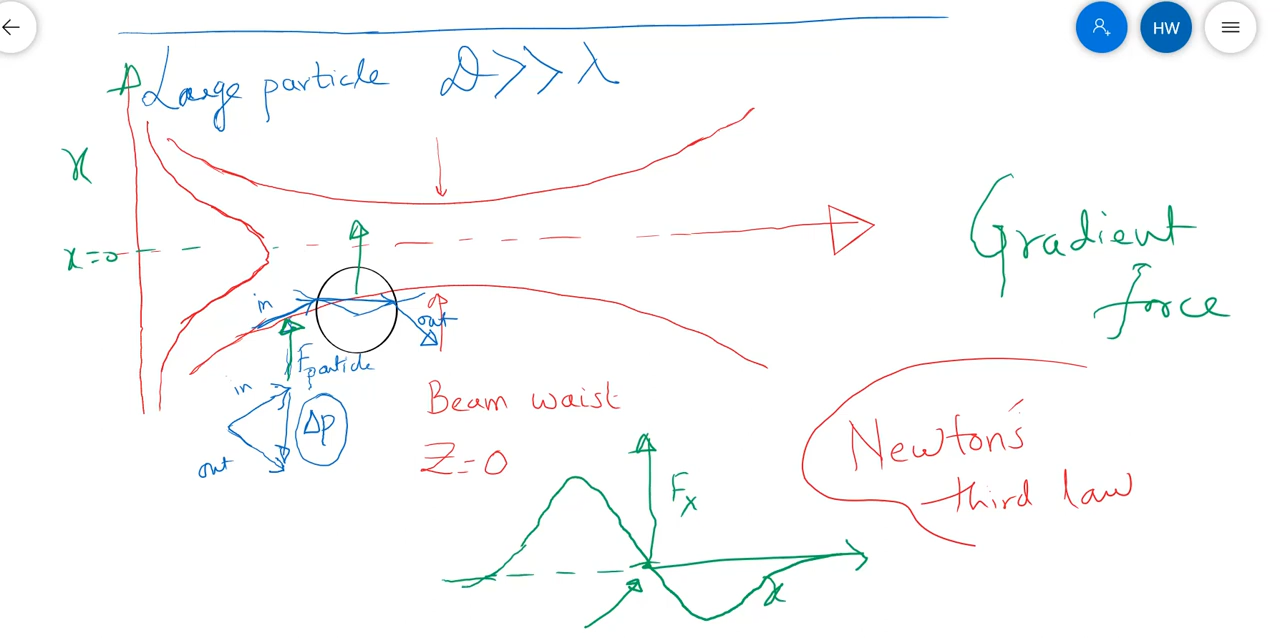 HW
Large particle D>>λ
x
x=0
Gradient
force
in
out
F particle
in
Δp
out
Beam waist
Z=0
Newton's
third law
Fx
x